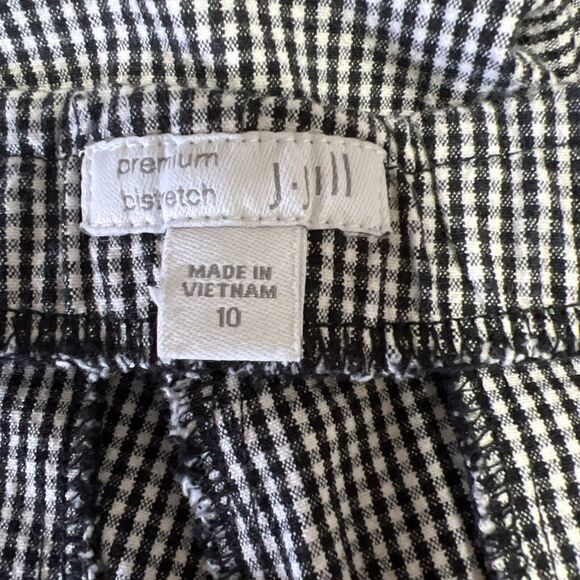 premium
bistretch
J.Jill
MADE IN
VIETNAM
10